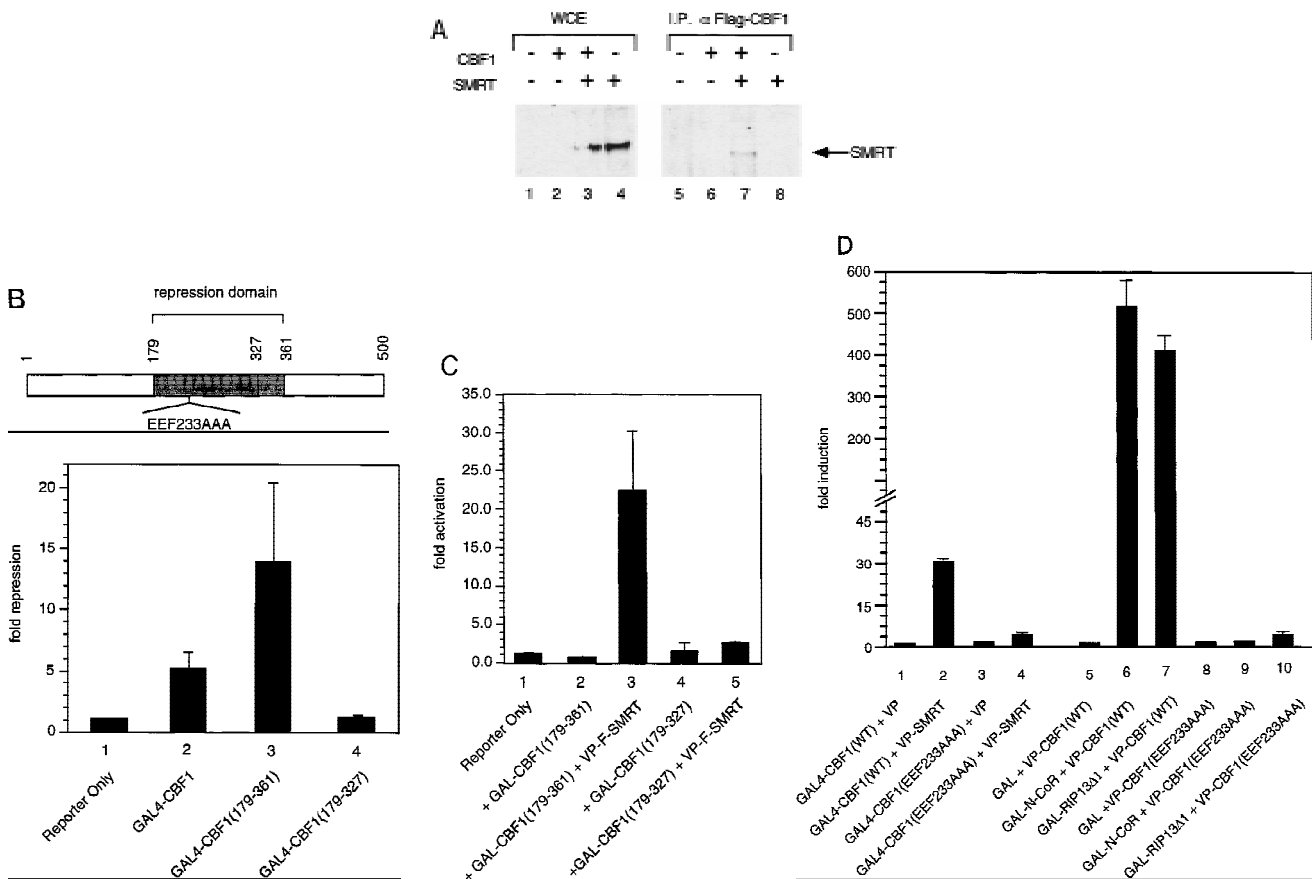 A
WCE
I.P. α Flag-CBF1
CBF1 - + + - - + + -
SMRT - - + + - - + +
SMRT
1 2 3 4 5 6 7 8
B
repression domain
1 179 327 361 500
EEF233AAA
fold repression
20
15
10
5
0
1 2 3 4
Reporter Only
GAL4-CBF1
GAL4-CBF1(179-361)
GAL4-CBF1(179-327)
C
fold activation
35.0
30.0
25.0
20.0
15.0
10.0
5.0
0.0
1 2 3 4 5
Reporter Only
+ GAL-CBF1(179-361)
+ GAL-CBF1(179-361) + VP-F-SMRT
+ GAL-CBF1(179-327)
+GAL-CBF1(179-327) + VP-F-SMRT
D
fold induction
600
500
400
300
200
45
30
15
0
1 2 3 4 5 6 7 8 9 10
GAL4-CBF1(WT) + VP
GAL4-CBF1(WT) + VP-SMRT
GAL4-CBF1(EEF233AAA) + VP
GAL4-CBF1(EEF233AAA) + VP-SMRT
GAL + VP-CBF1(WT)
GAL-N-CoR + VP-CBF1(WT)
GAL-RIP13Δ1 + VP-CBF1(WT)
GAL +VP-CBF1(EEF233AAA)
GAL-N-CoR + VP-CBF1(EEF233AAA)
GAL-RIP13Δ1 + VP-CBF1(EEF233AAA)